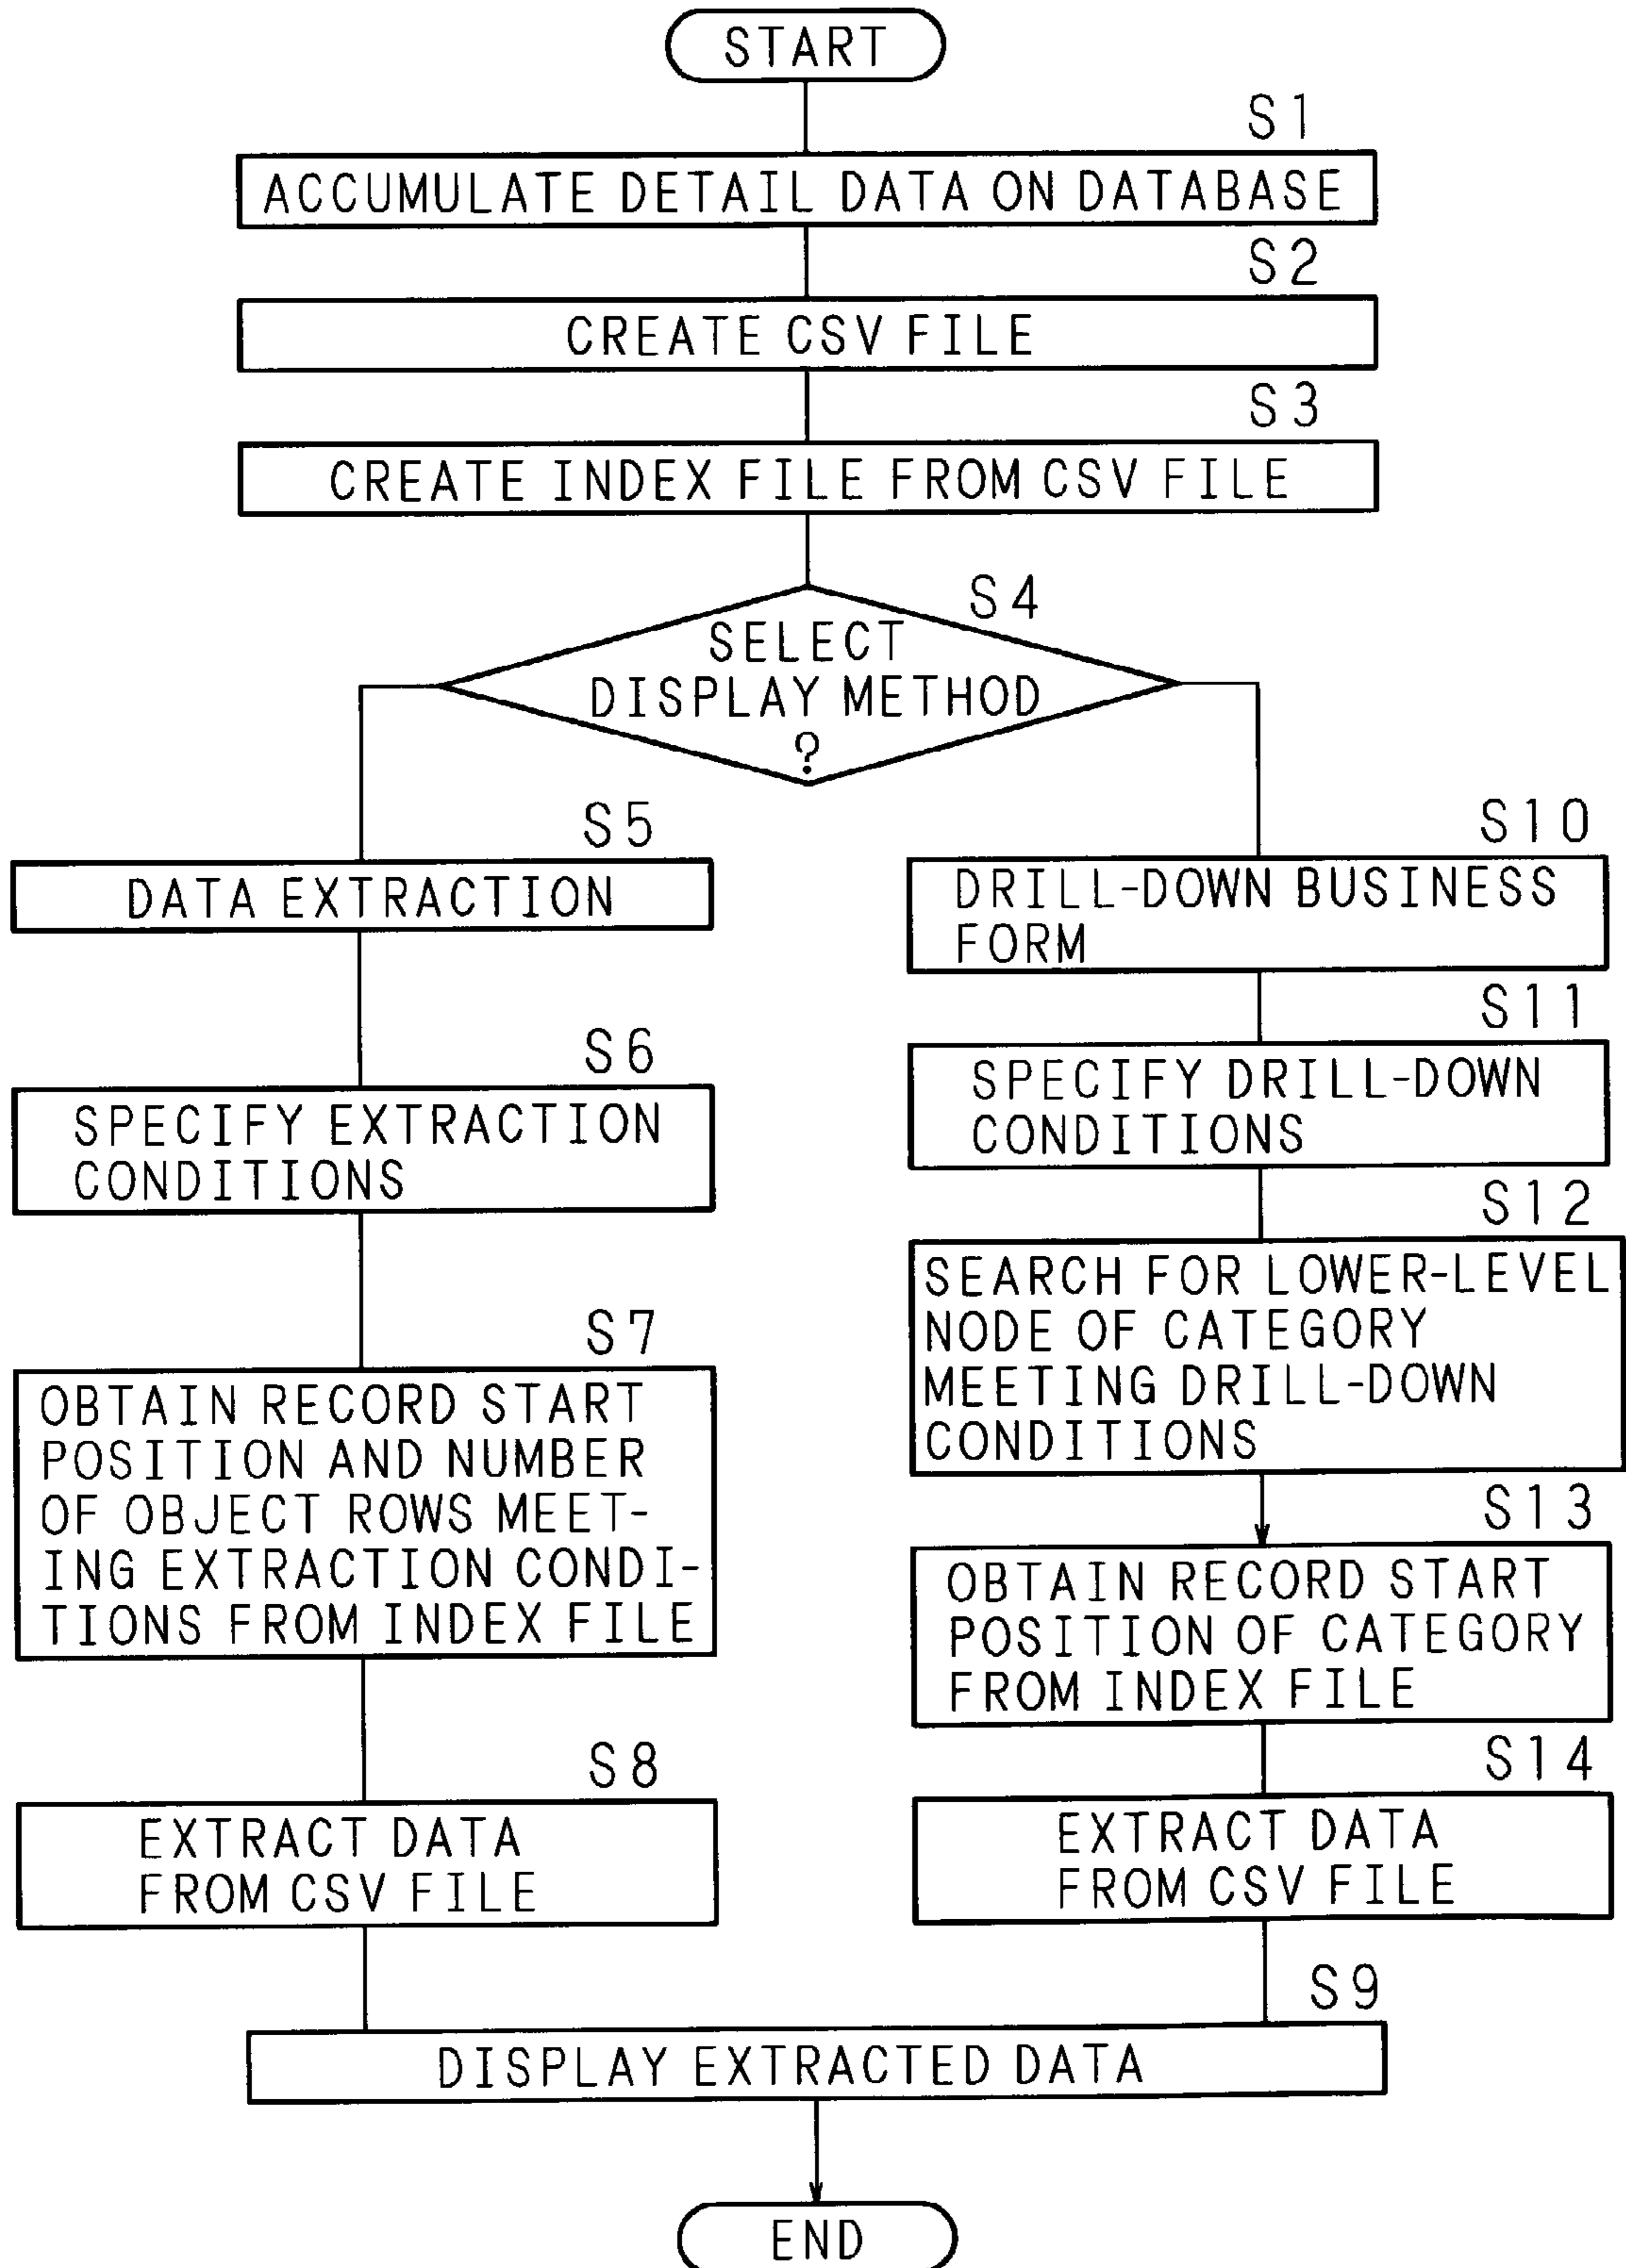 START
S1
ACCUMULATE DETAIL DATA ON DATABASE
S2
CREATE CSV FILE
S3
CREATE INDEX FILE FROM CSV FILE
S4
SELECT
DISPLAY METHOD
?
S5
DATA EXTRACTION
S6
SPECIFY EXTRACTION
CONDITIONS
S7
OBTAIN RECORD START
POSITION AND NUMBER
OF OBJECT ROWS MEET-
ING EXTRACTION CONDI-
TIONS FROM INDEX FILE
S8
EXTRACT DATA
FROM CSV FILE
S10
DRILL-DOWN BUSINESS
FORM
S11
SPECIFY DRILL-DOWN
CONDITIONS
S12
SEARCH FOR LOWER-LEVEL
NODE OF CATEGORY
MEETING DRILL-DOWN
CONDITIONS
S13
OBTAIN RECORD START
POSITION OF CATEGORY
FROM INDEX FILE
S14
EXTRACT DATA
FROM CSV FILE
S9
DISPLAY EXTRACTED DATA
END